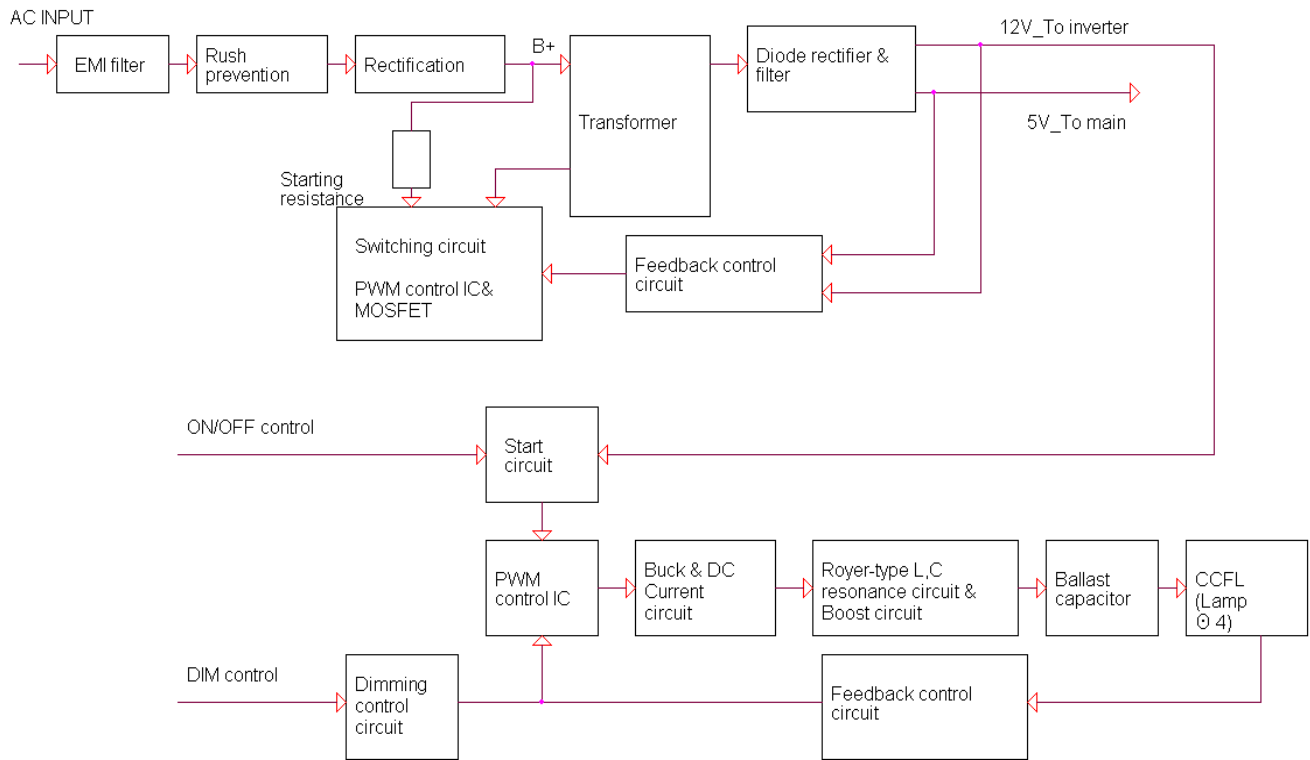 AC INPUT
EMI filter
Rush
prevention
Rectification
B+
Transformer
Diode rectifier &
filter
12V_To inverter
5V_To main
Starting
resistance
Switching circuit
PWM control IC&
MOSFET
Feedback control
circuit
ON/OFF control
Start
circuit
PWM
control IC
Buck & DC
Current
circuit
Royer-type L,C
resonance circuit &
Boost circuit
Ballast
capacitor
CCFL
(Lamp
⊙ 4)
DIM control
Dimming
control
circuit
Feedback control
circuit